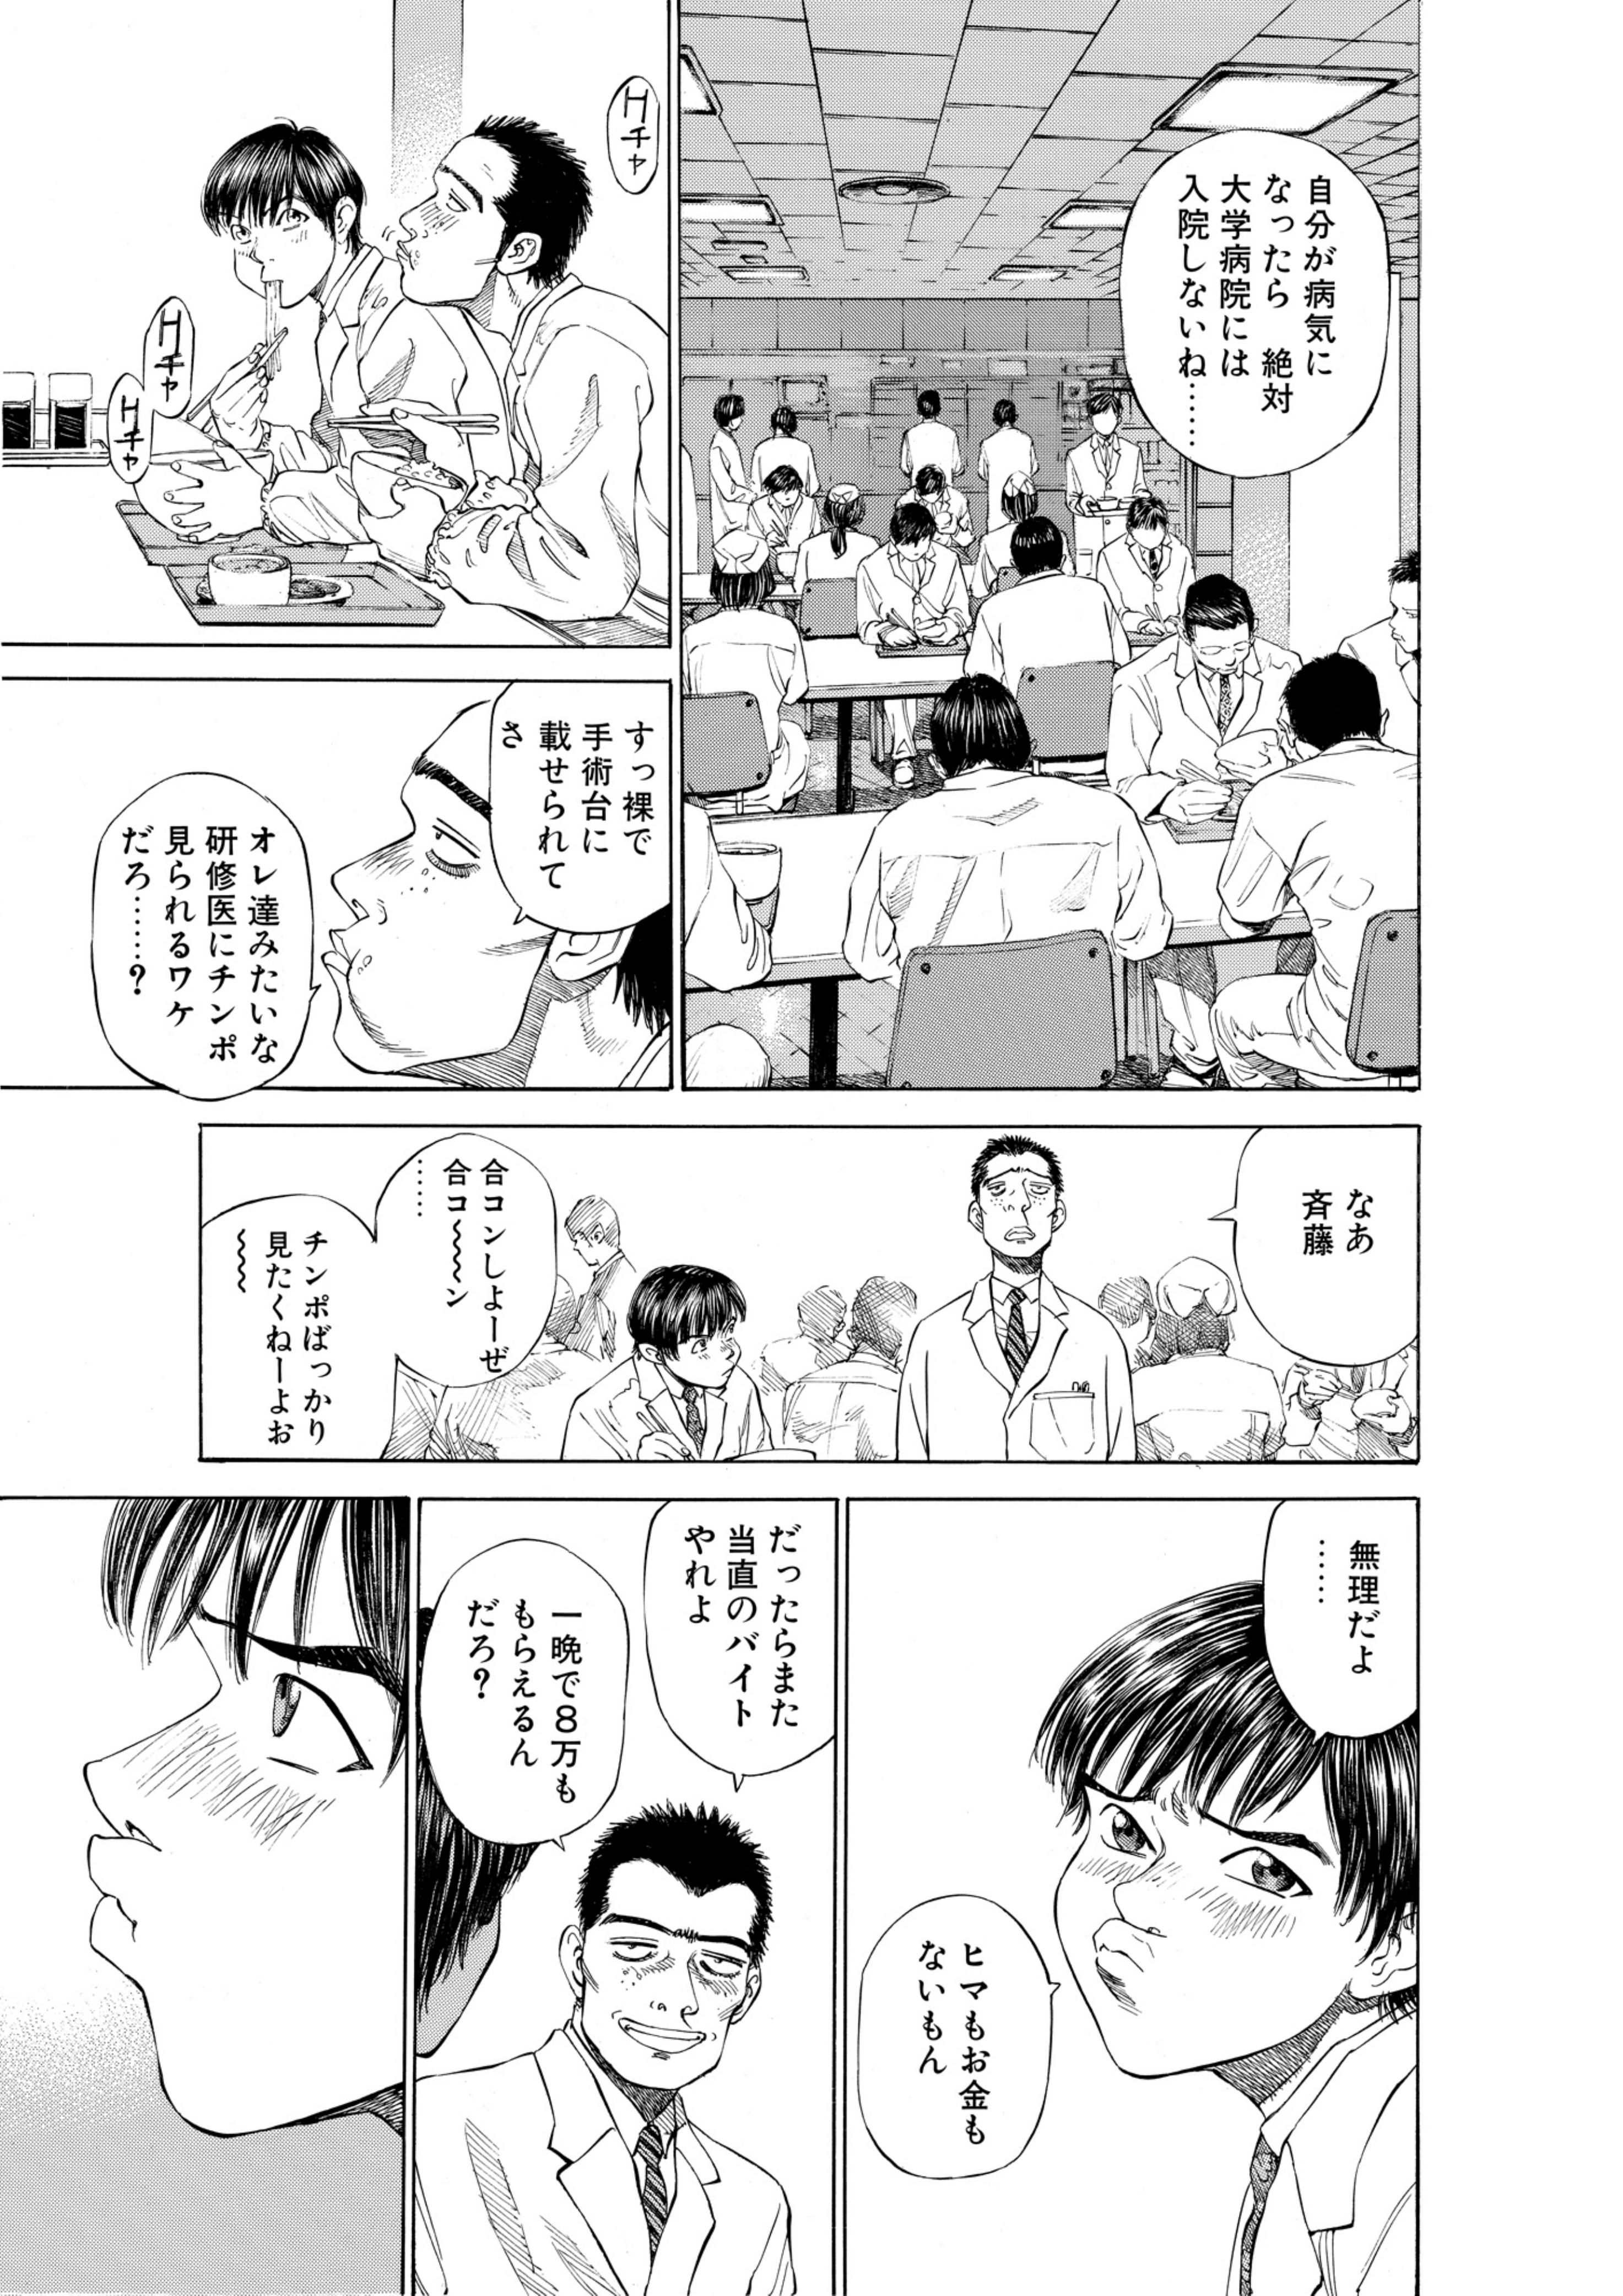 自分が病気に
なったら 絶対
大学病院には
入院しないね……
Hチャ
Hチャ
Hチャ
すっ裸で
手術台に
載せられて
さ
オレ達みたいな
研修医にチンポ
見られるワケ
だろ……?
なあ
斉藤
合コンしよーぜ
合コ〜〜〜ン
……
チンポばっかり
見たくねーよお
〜〜〜
無理だよ
……
ヒマもお金も
ないもん
だったらまた
当直のバイト
やれよ
一晩で8万も
もらえるん
だろ?